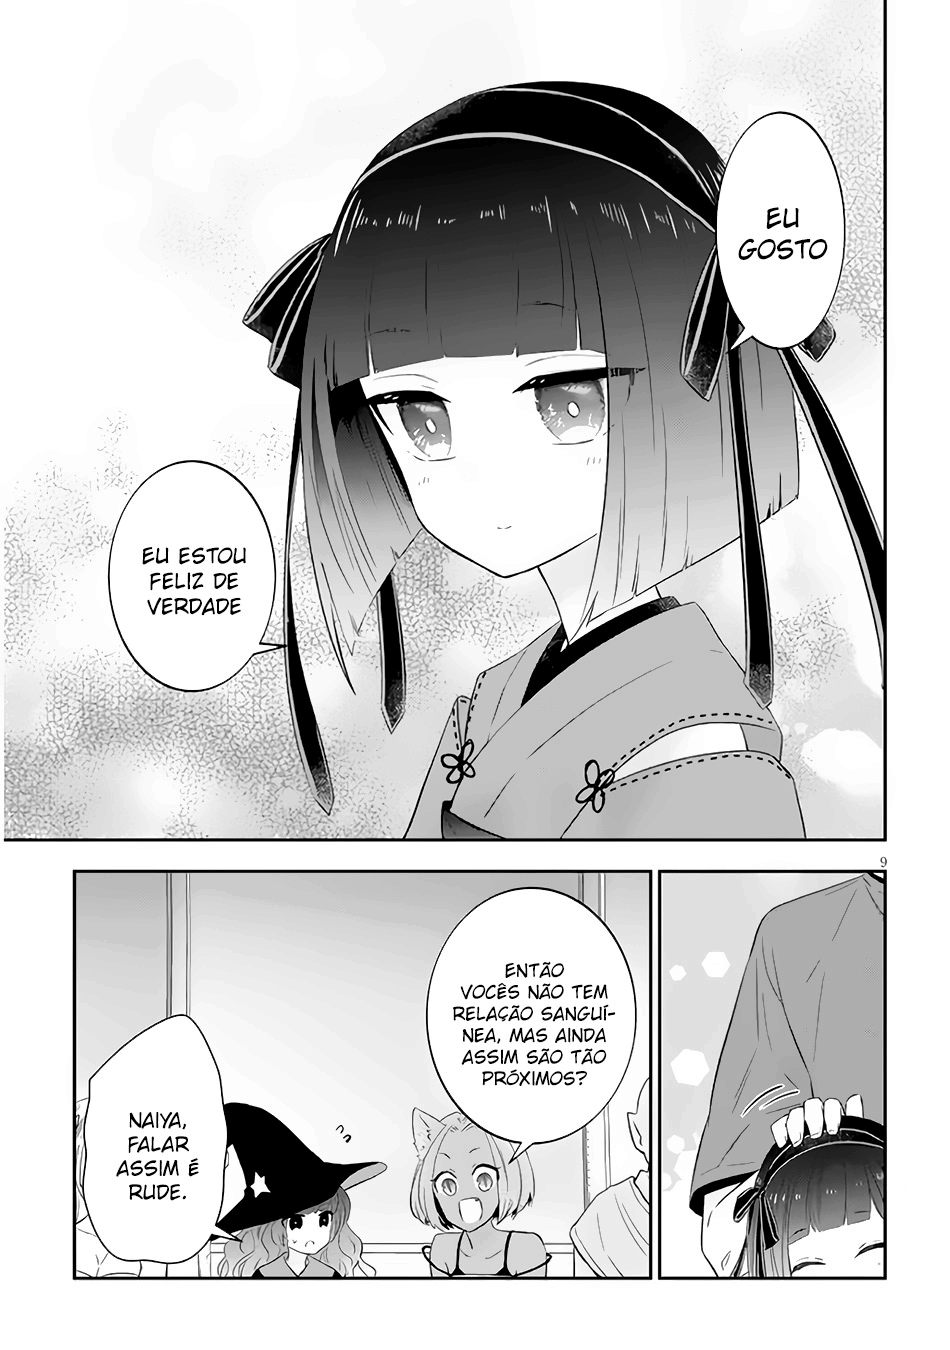 EU
GOSTO
EU ESTOU
FELIZ DE
VERDADE
9
ENTÃO
VOCÊS NÃO TEM
RELAÇÃO SANGUÍ-
NEA, MAS AINDA
ASSIM SÃO TÃO
PRÓXIMOS?
NAIYA,
FALAR
ASSIM É
RUDE.